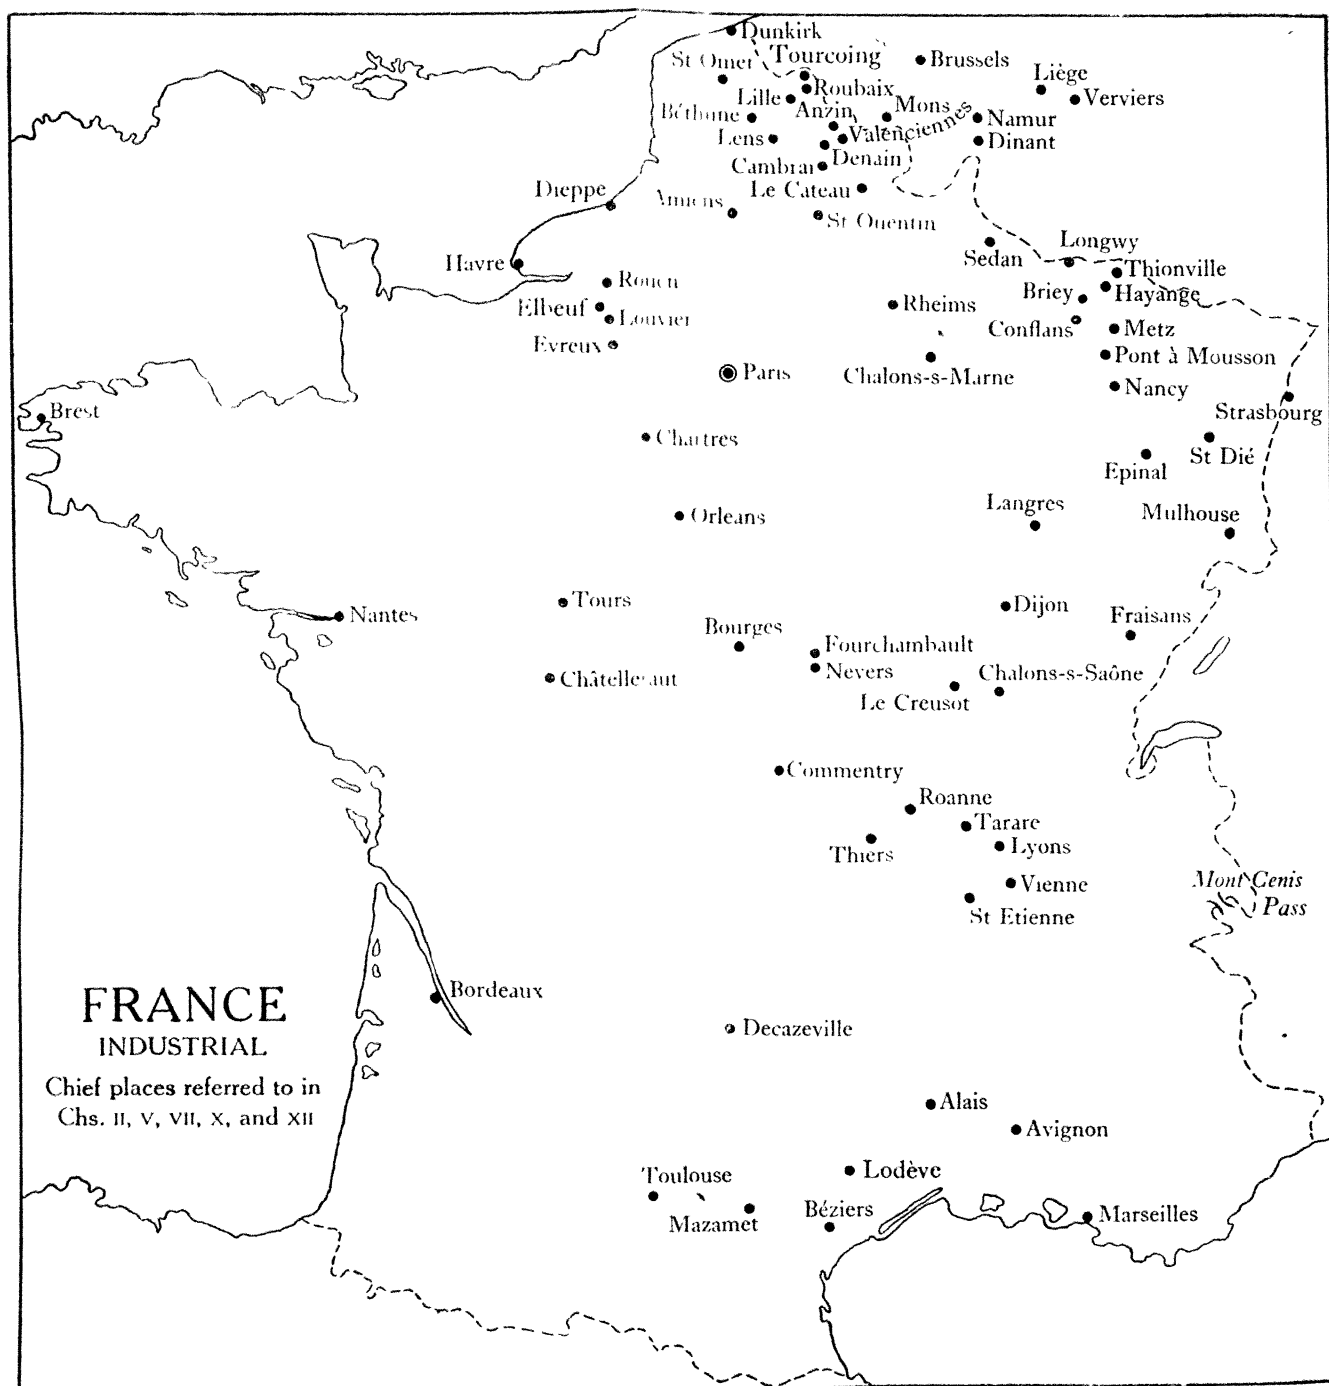 Dunkirk
Tourcoing
Brussels
St Omer
Liège
Roubaix
Verviers
Lille
Mons
Béthune
Anzin
Namur
Valenciennes
Lens
Dinant
Denain
Cambrai
Le Cateau
Dieppe
Amiens
St Quentin
Longwy
Sedan
Havre
Thionville
Rouen
Briey
Hayange
Elbeuf
Rheims
Louvier
Conflans
Metz
Evreux
Pont à Mousson
Paris
Chalons-s-Marne
Nancy
Brest
Strasbourg
Chartres
St Dié
Epinal
Langres
Orleans
Mulhouse
Tours
Dijon
Nantes
Fraisans
Bourges
Fourchambault
Nevers
Chalons-s-Saône
Châtelleraut
Le Creusot
Commentry
Roanne
Tarare
Thiers
Lyons
Vienne
Mont Cenis
Pass
St Etienne
Bordeaux
FRANCE
INDUSTRIAL
Chief places referred to in
Chs. II, V, VII, X, and XII
Decazeville
Alais
Avignon
Lodève
Toulouse
Mazamet
Béziers
Marseilles